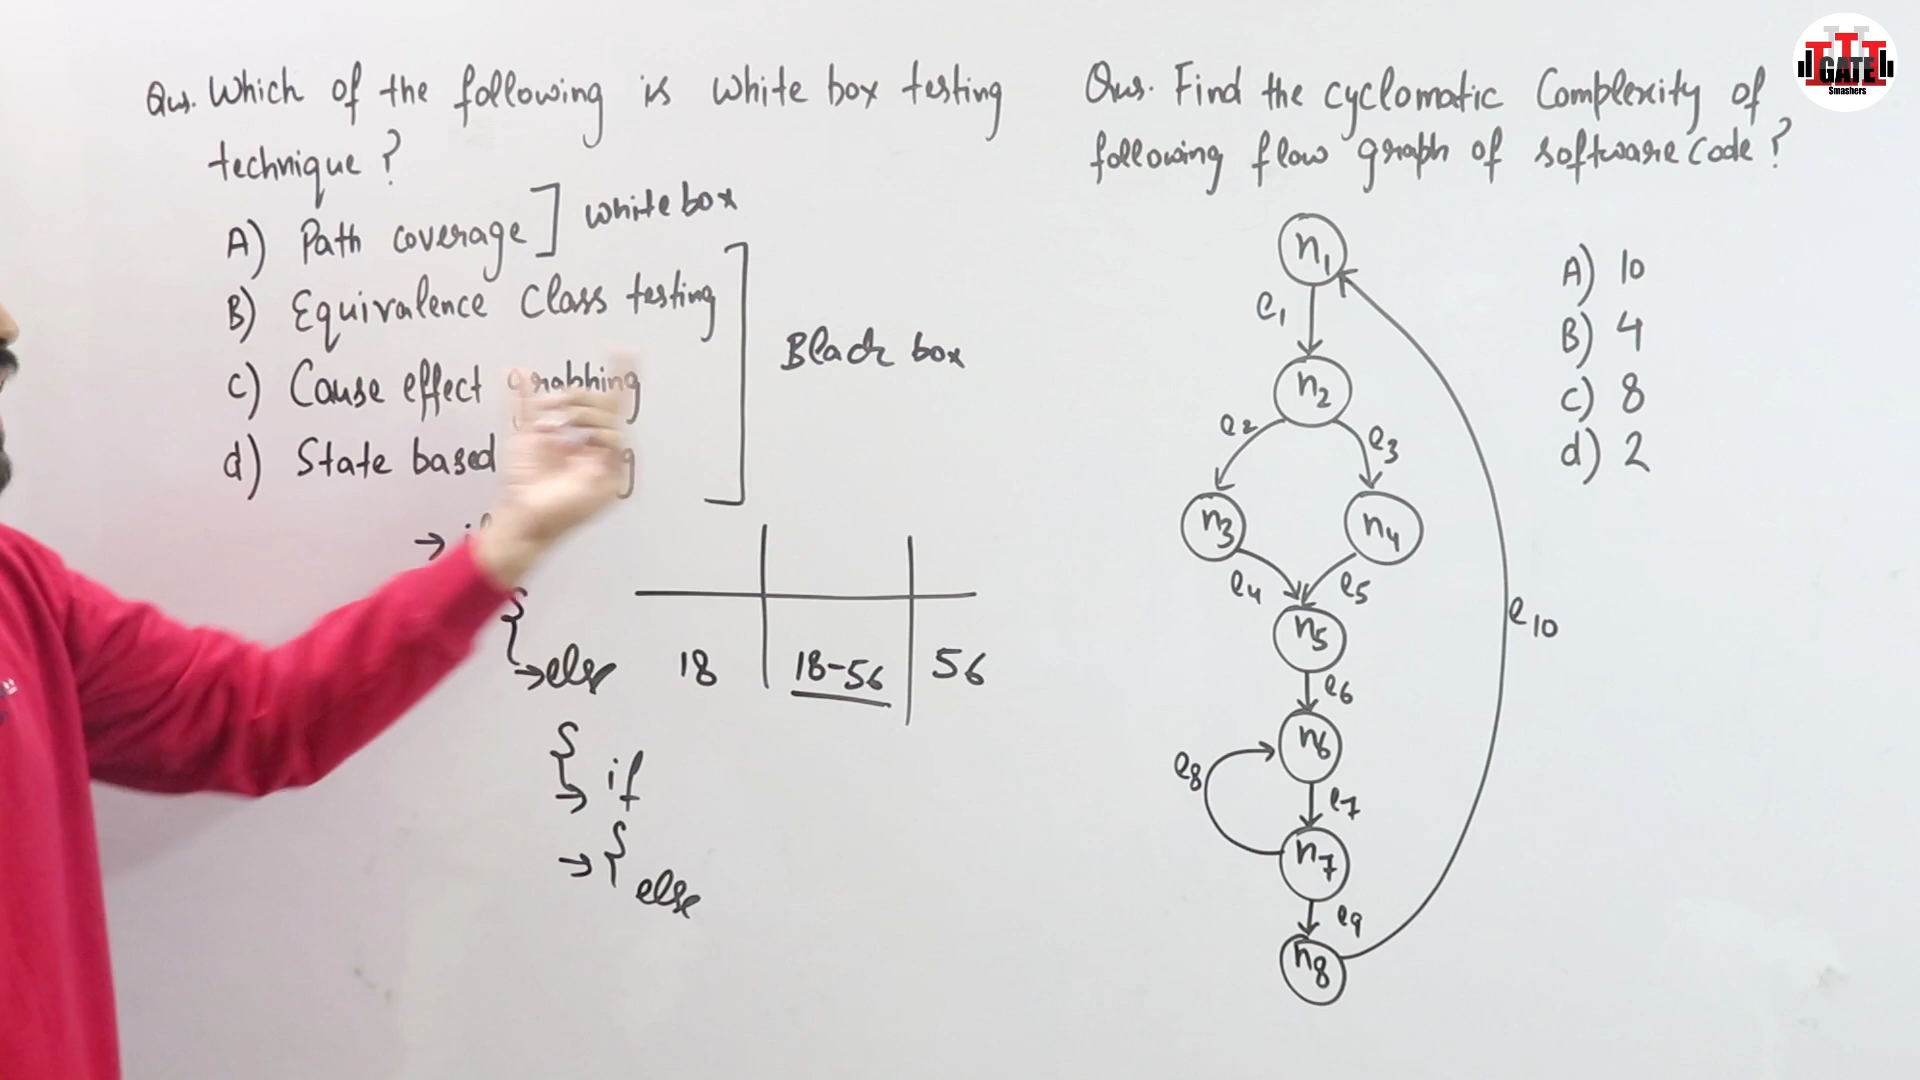 Qus. Which of the following is white box testing
technique?
A) Path coverage ] white box
B) Equivalence Class testing
C) Cause effect graphing
d) State based
Black box
→
→ else
18 | 18-56 | 56
→ if
→ else
Qus. Find the cyclomatic Complexity of
following flow graph of software code?
A) 10
B) 4
C) 8
d) 2
n1
e1
n2
e2 e3
n3 n4
e4 e5
n5
e6
n6
e8 e7
n7
e9
n8
e10
GATE
Smashers